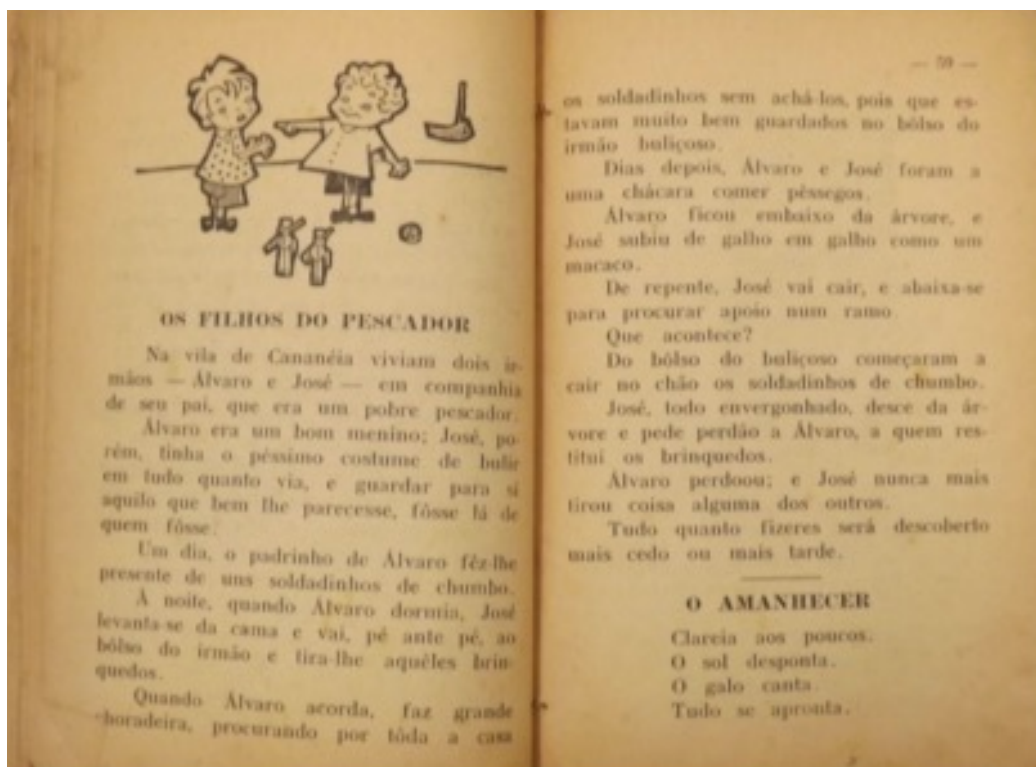 OS FILHOS DO PESCADOR
Na vila de Cananéia viviam dois ir-
mãos — Álvaro e José — em companhia
de seu pai, que era um pobre pescador.
Álvaro era um bom menino; José, po-
rém, tinha o péssimo costume de bulir
em tudo quanto via, e guardar para si
aquilo que bem lhe parecesse, fôsse lá de
quem fôsse.
Um dia, o padrinho de Álvaro fêz-lhe
presente de uns soldadinhos de chumbo.
À noite, quando Álvaro dormia, José
levanta-se da cama e vai, pé ante pé, ao
bôlso do irmão e tira-lhe aquêles brin-
quedos.
Quando Álvaro acorda, faz grande
choradeira, procurando por tôda a casa
— 59 —
os soldadinhos sem achá-los, pois que es-
tavam muito bem guardados no bôlso do
irmão buliçoso.
Dias depois, Álvaro e José foram a
uma chácara comer pêssegos.
Álvaro ficou embaixo da árvore, e
José subiu de galho em galho como um
macaco.
De repente, José vai cair, e abaixa-se
para procurar apoio num ramo.
Que acontece?
Do bôlso do buliçoso começaram a
cair no chão os soldadinhos de chumbo.
José, todo envergonhado, desce da ár-
vore e pede perdão a Álvaro, a quem res-
titui os brinquedos.
Álvaro perdoou; e José nunca mais
tirou coisa alguma dos outros.
Tudo quanto fizeres será descoberto
mais cedo ou mais tarde.
O AMANHECER
Clareia aos poucos.
O sol desponta.
O galo canta.
Tudo se apronta.